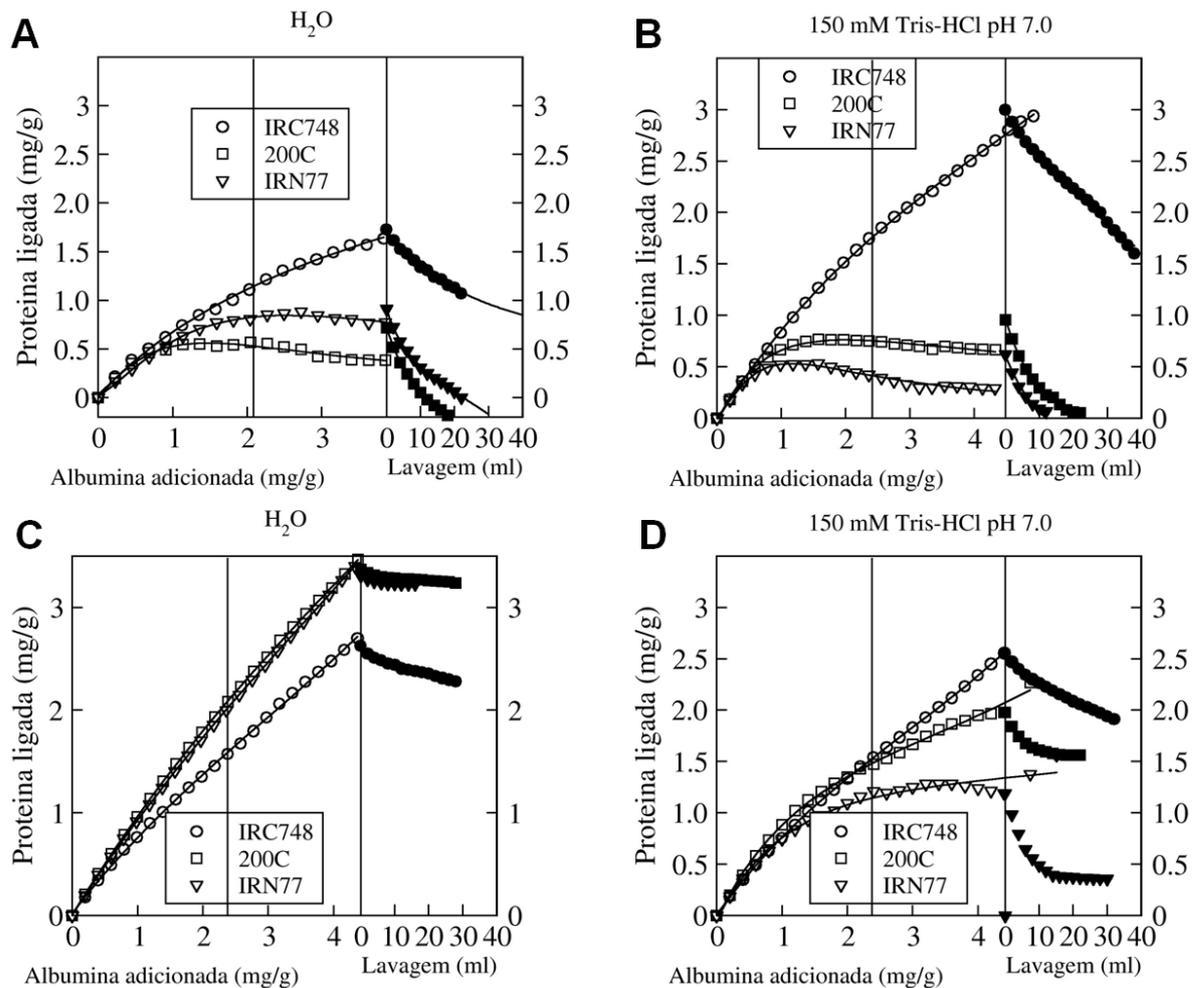 A
H₂O
Proteina ligada (mg/g)
3
2.5
2.0
1.5
1.0
0.5
0
IRC748
200C
IRN77
3
2.5
2.0
1.5
1.0
0.5
0
0 1 2 3 0 10 20 30 40
Albumina adicionada (mg/g)
Lavagem (ml)
B
150 mM Tris-HCl pH 7.0
Proteina ligada (mg/g)
3.0
2.5
2.0
1.5
1.0
0.5
0
IRC748
200C
IRN77
3
2.5
2.0
1.5
1.0
0.5
0
0 1 2 3 4 0 10 20 30 40
Albumina adicionada (mg/g)
Lavagem (ml)
C
H₂O
Proteina ligada (mg/g)
3
2
1
0
IRC748
200C
IRN77
3
2
1
0
0 1 2 3 4 0 10 20 30 40
Albumina adicionada (mg/g)
Lavagem (ml)
D
150 mM Tris-HCl pH 7.0
Proteina ligada (mg/g)
3
2.5
2.0
1.5
1.0
0.5
0
IRC748
200C
IRN77
3
2.5
2.0
1.5
1.0
0.5
0
0 1 2 3 4 0 10 20 30 40
Albumina adicionada (mg/g)
Lavagem (ml)